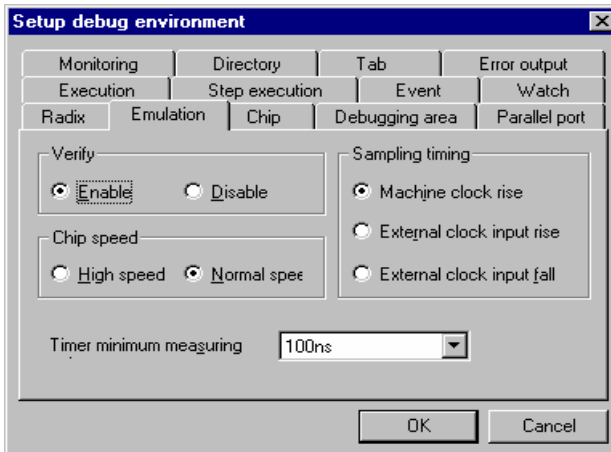 Setup debug environment
Monitoring Directory Tab Error output
Execution Step execution Event Watch
Radix Emulation Chip Debugging area Parallel port
Verify
Enable Disable
Chip speed
High speed Normal spee
Sampling timing
Machine clock rise
External clock input rise
External clock input fall
Timer minimum measuring 100ns
OK Cancel